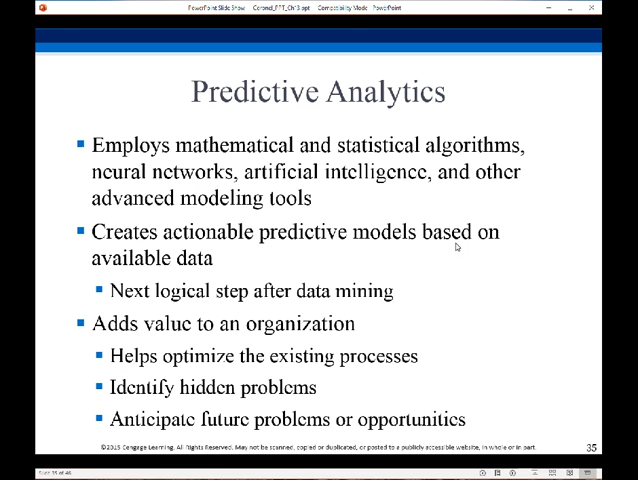 PowerPoint Slide Show - Coronel_PPT_Ch13.ppt [Compatibility Mode] - PowerPoint
Predictive Analytics
Employs mathematical and statistical algorithms,
neural networks, artificial intelligence, and other
advanced modeling tools
Creates actionable predictive models based on
available data
Next logical step after data mining
Adds value to an organization
Helps optimize the existing processes
Identify hidden problems
Anticipate future problems or opportunities
©2015 Cengage Learning. All Rights Reserved. May not be scanned, copied or duplicated, or posted to a publicly accessible website, in whole or in part.
35